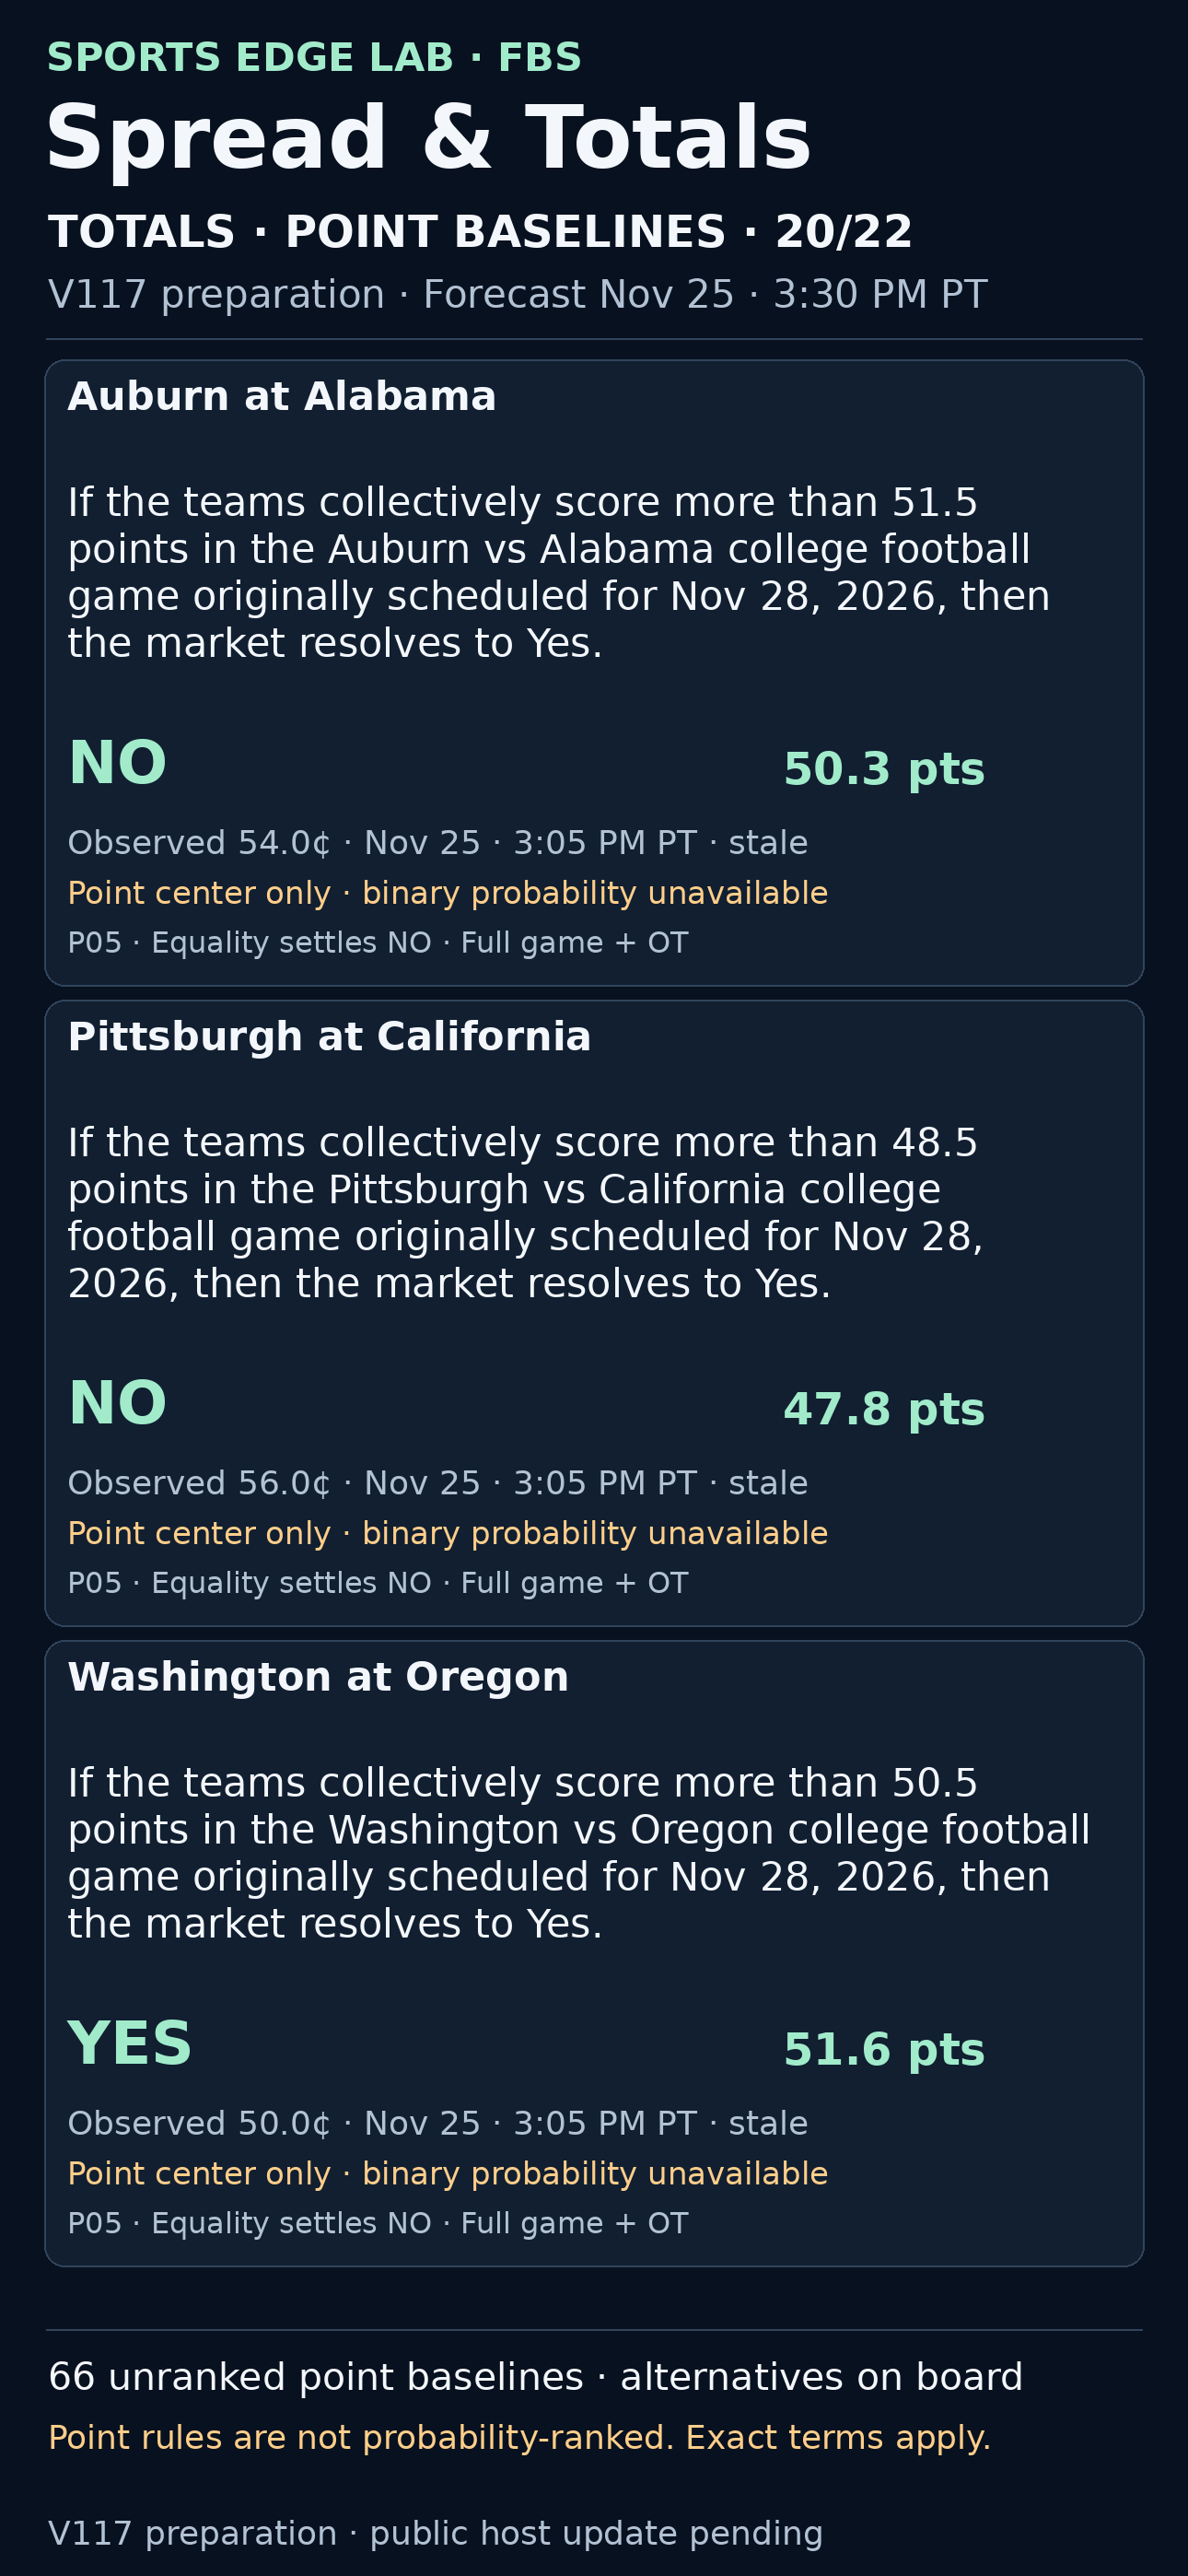 SPORTS EDGE LAB · FBS
Spread & Totals
TOTALS · POINT BASELINES · 20/22
V117 preparation · Forecast Nov 25 · 3:30 PM PT
Auburn at Alabama
If the teams collectively score more than 51.5
points in the Auburn vs Alabama college football
game originally scheduled for Nov 28, 2026, then
the market resolves to Yes.
NO
50.3 pts
Observed 54.0¢ · Nov 25 · 3:05 PM PT · stale
Point center only · binary probability unavailable
P05 · Equality settles NO · Full game + OT
Pittsburgh at California
If the teams collectively score more than 48.5
points in the Pittsburgh vs California college
football game originally scheduled for Nov 28,
2026, then the market resolves to Yes.
NO
47.8 pts
Observed 56.0¢ · Nov 25 · 3:05 PM PT · stale
Point center only · binary probability unavailable
P05 · Equality settles NO · Full game + OT
Washington at Oregon
If the teams collectively score more than 50.5
points in the Washington vs Oregon college football
game originally scheduled for Nov 28, 2026, then
the market resolves to Yes.
YES
51.6 pts
Observed 50.0¢ · Nov 25 · 3:05 PM PT · stale
Point center only · binary probability unavailable
P05 · Equality settles NO · Full game + OT
66 unranked point baselines · alternatives on board
Point rules are not probability-ranked. Exact terms apply.
V117 preparation · public host update pending